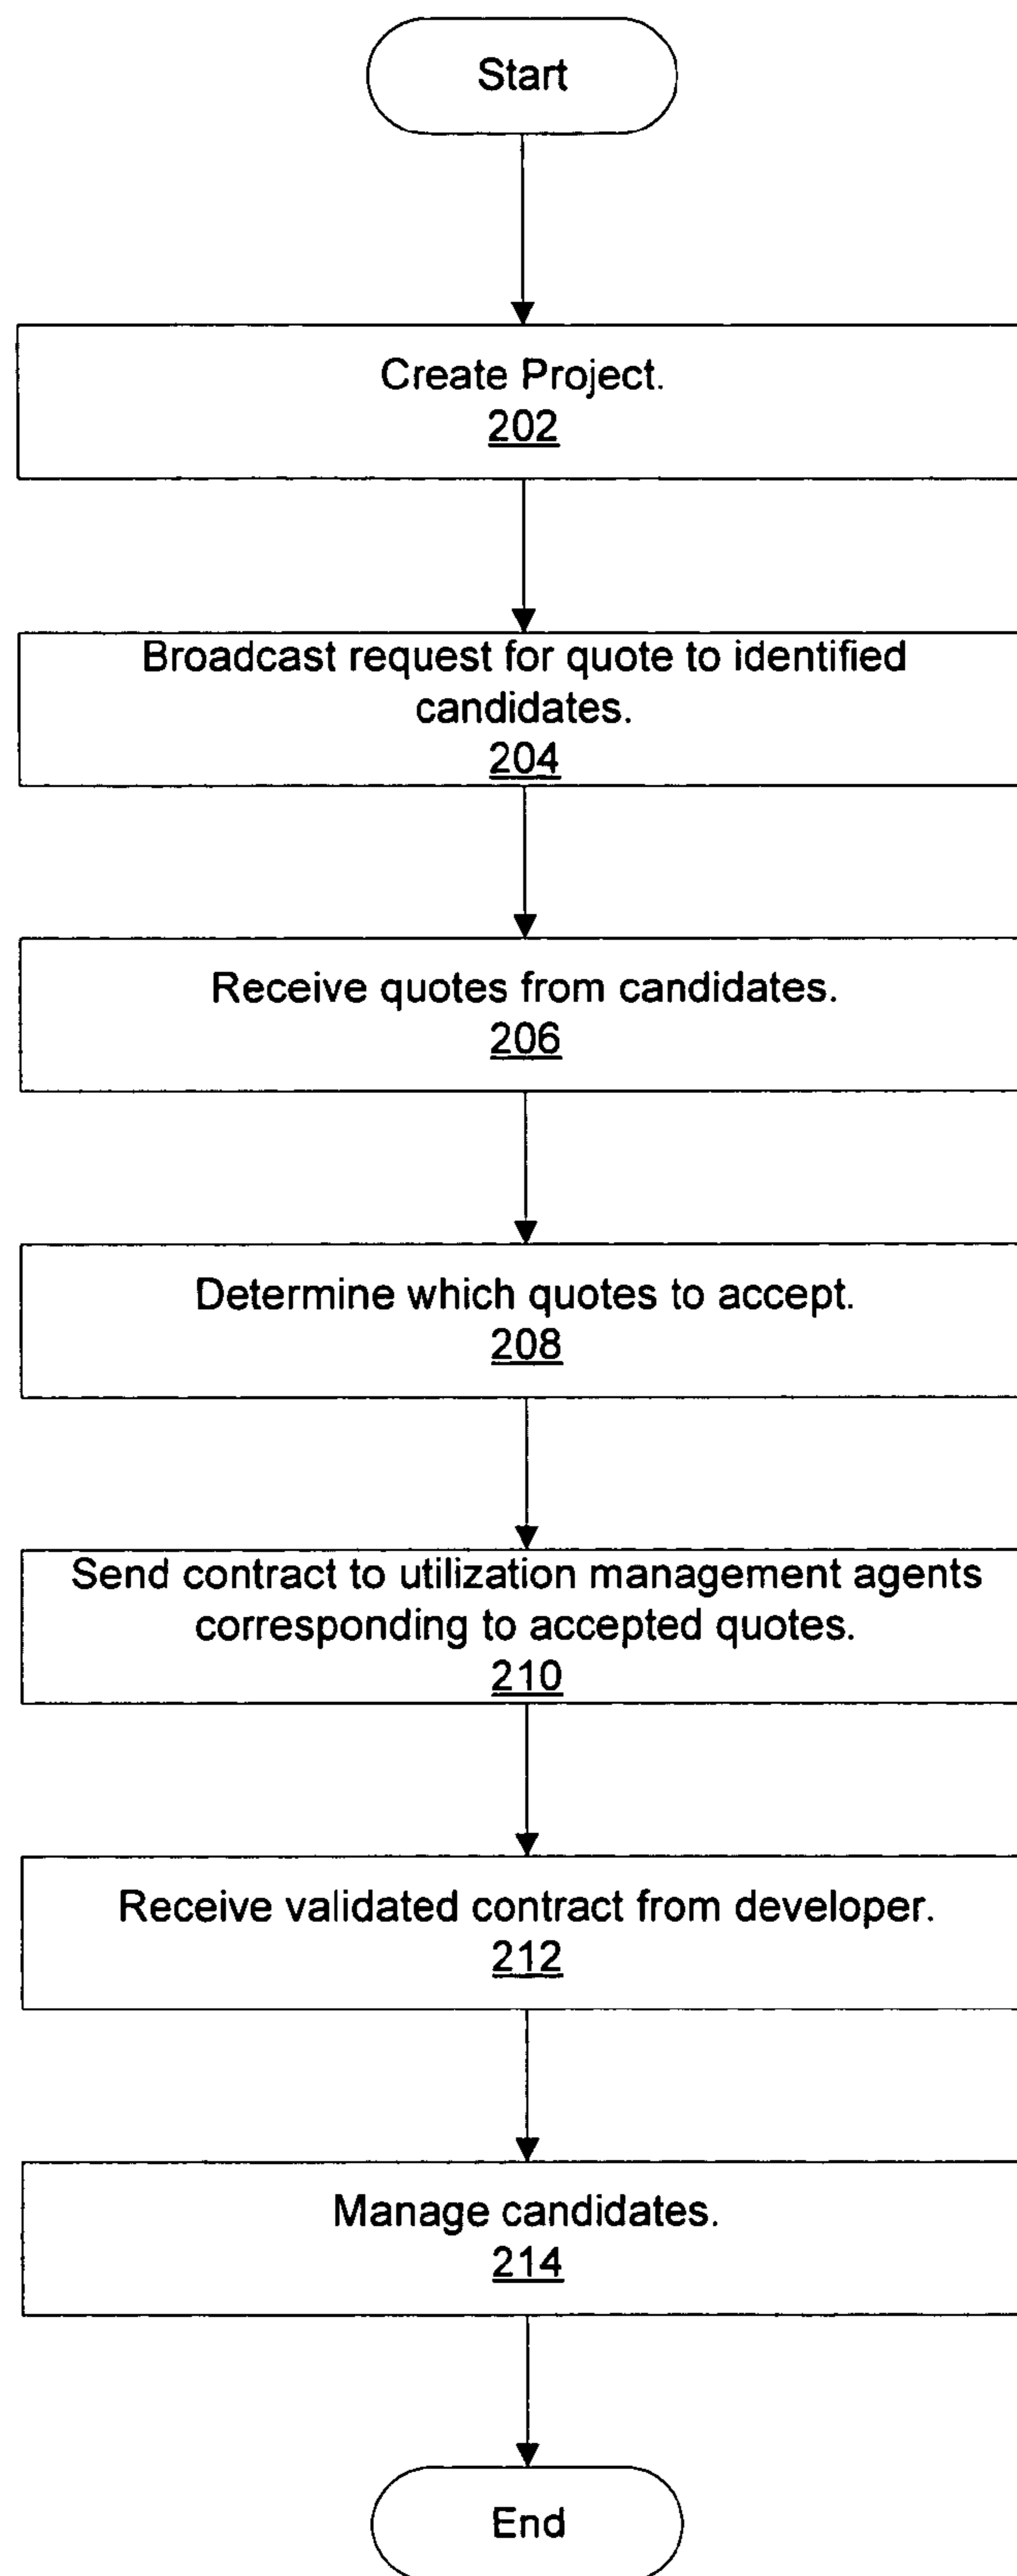 Start
Create Project.
202
Broadcast request for quote to identified
candidates.
204
Receive quotes from candidates.
206
Determine which quotes to accept.
208
Send contract to utilization management agents
corresponding to accepted quotes.
210
Receive validated contract from developer.
212
Manage candidates.
214
End